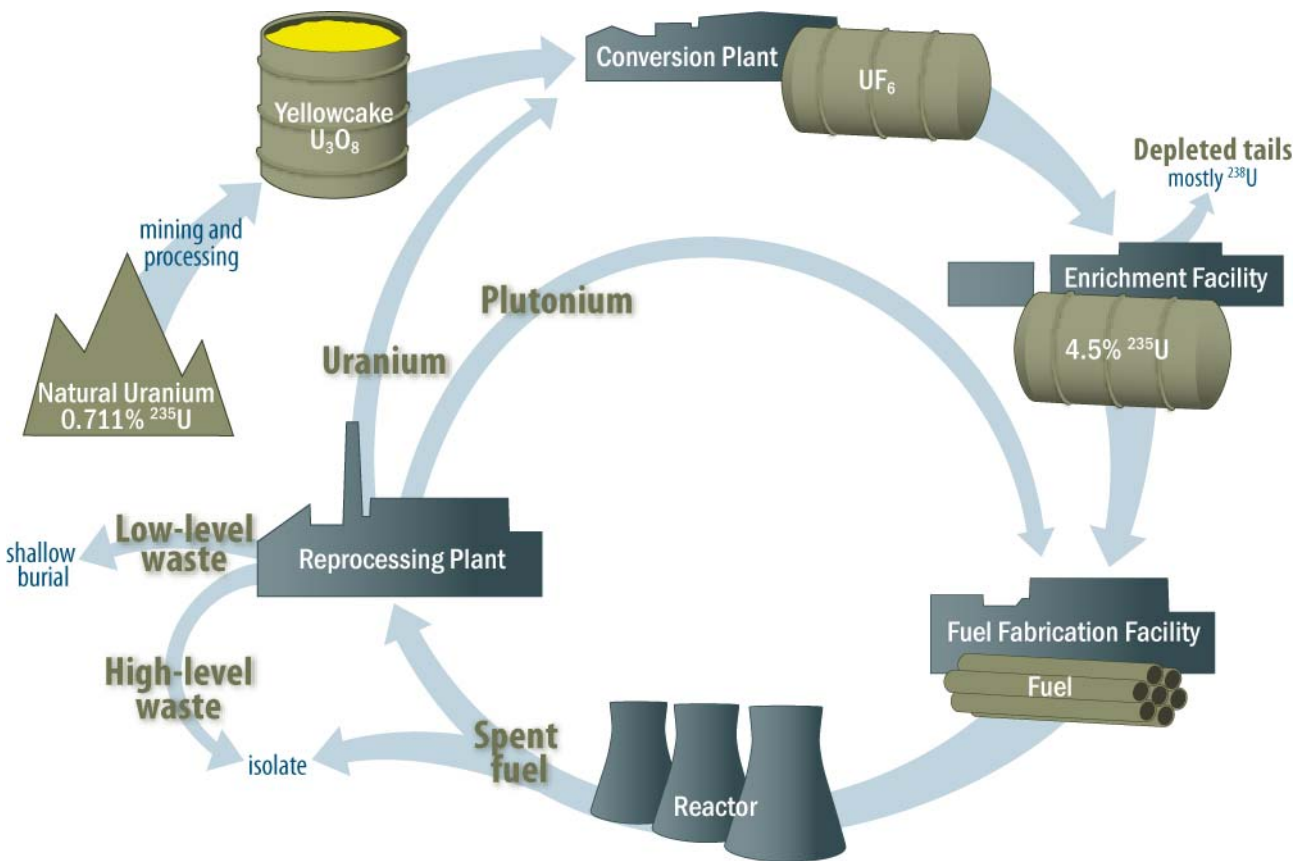 Yellowcake
U₃O₈
Conversion Plant
UF₆
Depleted tails
mostly ²³⁸U
mining and
processing
Enrichment Facility
4.5% ²³⁵U
Natural Uranium
0.711% ²³⁵U
Uranium
Plutonium
Low-level
waste
shallow
burial
Reprocessing Plant
High-level
waste
isolate
Spent
fuel
Reactor
Fuel Fabrication Facility
Fuel